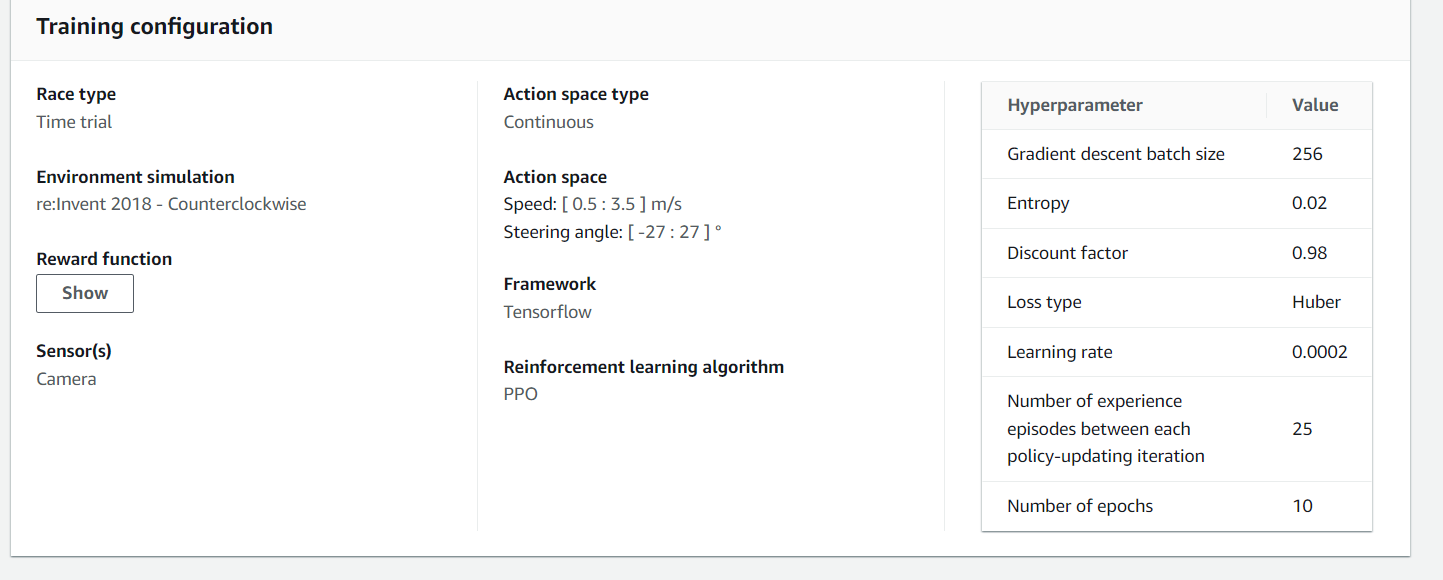 Training configuration
Race type
Time trial
Environment simulation
re:Invent 2018 - Counterclockwise
Reward function
Show
Sensor(s)
Camera
Action space type
Continuous
Action space
Speed: [ 0.5 : 3.5 ] m/s
Steering angle: [ -27 : 27 ] °
Framework
Tensorflow
Reinforcement learning algorithm
PPO
Hyperparameter Value
Gradient descent batch size 256
Entropy 0.02
Discount factor 0.98
Loss type Huber
Learning rate 0.0002
Number of experience
episodes between each 25
policy-updating iteration
Number of epochs 10